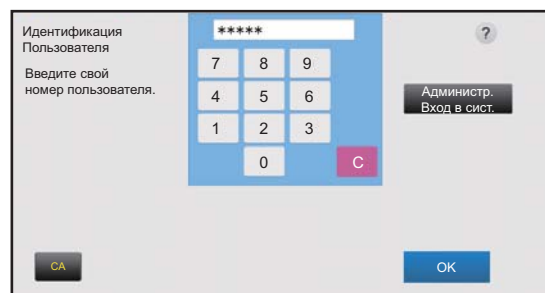 Идентификация
Пользователя
Введите свой
номер пользователя.
*****
7 8 9
4 5 6
1 2 3
0 C
?
Администр.
Вход в сист.
CA
OK